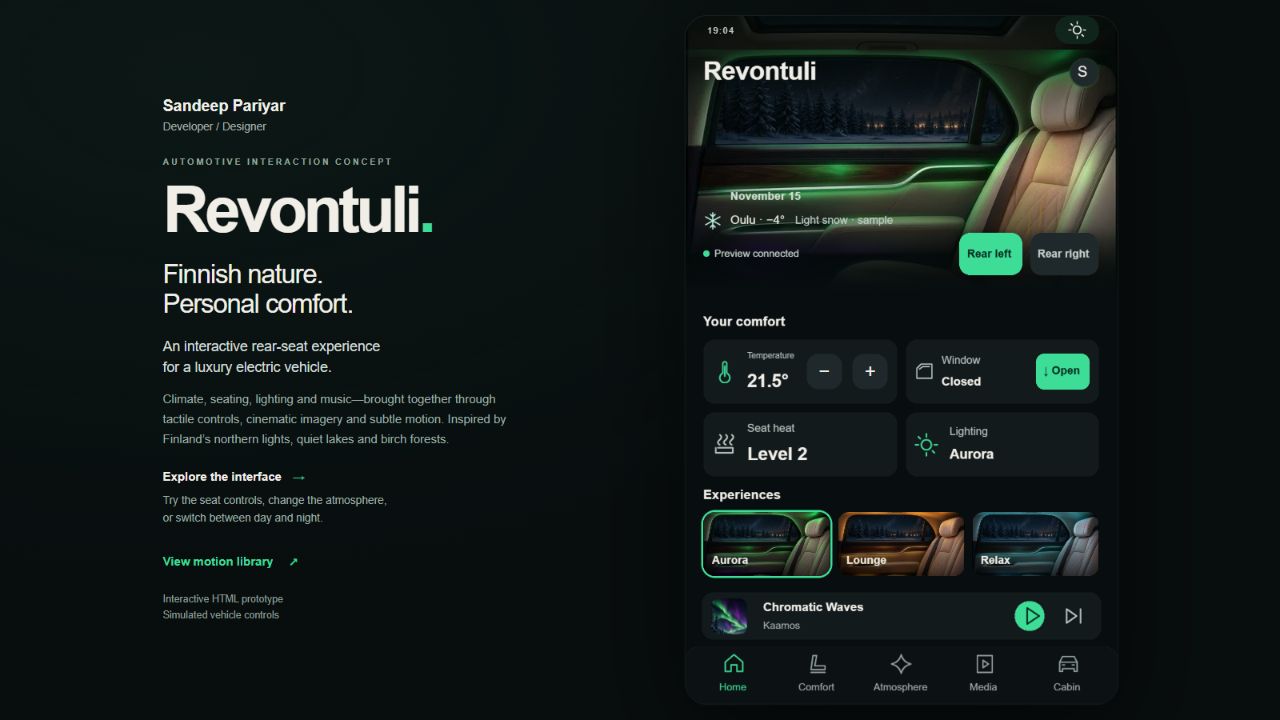 Sandeep Pariyar
Developer / Designer
AUTOMOTIVE INTERACTION CONCEPT
Revontuli.
Finnish nature.
Personal comfort.
An interactive rear-seat experience
for a luxury electric vehicle.
Climate, seating, lighting and music—brought together through
tactile controls, cinematic imagery and subtle motion. Inspired by
Finland's northern lights, quiet lakes and birch forests.
Explore the interface →
Try the seat controls, change the atmosphere,
or switch between day and night.
View motion library ↗
Interactive HTML prototype
Simulated vehicle controls
19:04
Revontuli
S
November 15
Oulu · −4° Light snow · sample
Preview connected
Rear left
Rear right
Your comfort
Temperature
21.5°
− +
Window
Closed
↓ Open
Seat heat
Level 2
Lighting
Aurora
Experiences
Aurora
Lounge
Relax
Chromatic Waves
Kaamos
Home
Comfort
Atmosphere
Media
Cabin